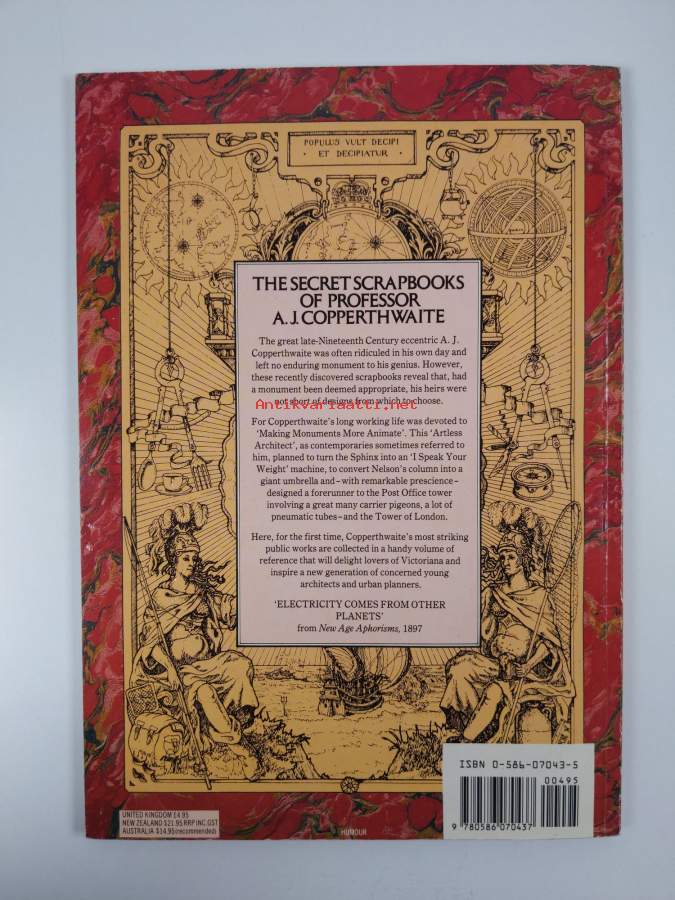 POPULUS VULT DECIPI
· ET DECIPIATUR ·
THE SECRET SCRAPBOOKS
OF PROFESSOR
A. J. COPPERTHWAITE
The great late-Nineteenth Century eccentric A. J.
Copperthwaite was often ridiculed in his own day and
left no enduring monument to his genius. However,
these recently discovered scrapbooks reveal that, had
a monument been deemed appropriate, his heirs were
not short of designs from which to choose.
Antikvariaatti.net
For Copperthwaite's long working life was devoted to
'Making Monuments More Animate'. This 'Artless
Architect', as contemporaries sometimes referred to
him, planned to turn the Sphinx into an 'I Speak Your
Weight' machine, to convert Nelson's column into a
giant umbrella and – with remarkable prescience –
designed a forerunner to the Post Office tower
involving a great many carrier pigeons, a lot of
pneumatic tubes – and the Tower of London.
Here, for the first time, Copperthwaite's most striking
public works are collected in a handy volume of
reference that will delight lovers of Victoriana and
inspire a new generation of concerned young
architects and urban planners.
'ELECTRICITY COMES FROM OTHER
PLANETS'
from New Age Aphorisms, 1897
ISBN 0-586-07043-5
00495
9 780586 070437
UNITED KINGDOM £4.95
NEW ZEALAND $21.95 RRP INC.GST
AUSTRALIA $14.95 (recommended)
HUMOUR